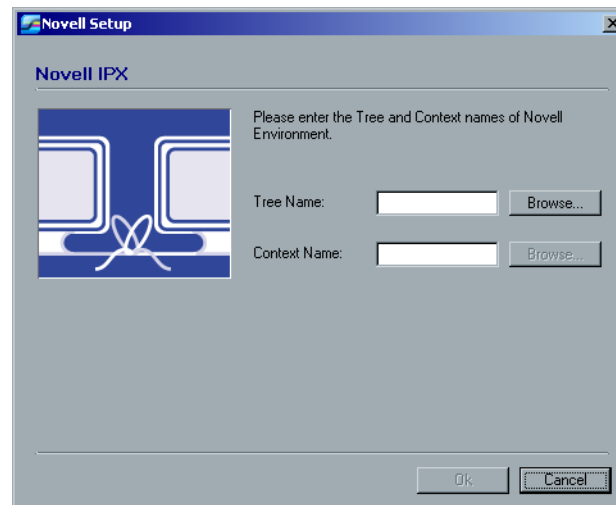 Novell Setup
Novell IPX
Please enter the Tree and Context names of Novell
Environment.
Tree Name:
Browse...
Context Name:
Browse...
Ok
Cancel